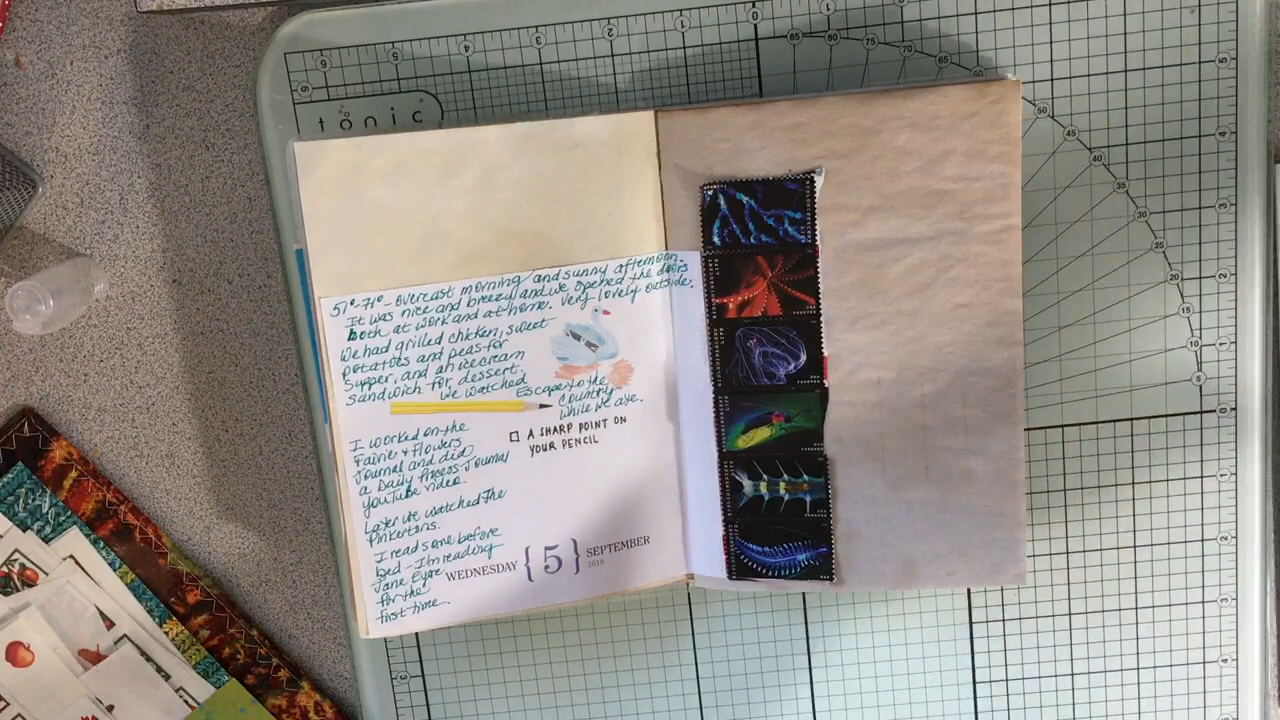 tonic
51°-71°- overcast morning and sunny afternoon.
It was nice and breezy and we opened the doors
both at work and at home. Very lovely outside.
We had grilled chicken, sweet
potatoes and peas for
supper, and an icecream
sandwich for dessert.
We watched Escape to the
Country
while we ate.
A SHARP POINT ON
YOUR PENCIL
I worked on the
Fairies + Flowers
Journal and did
a Daily Process Journal
YouTube video.
Later we watched The
Pinkertons.
I read some before
bed - I'm reading
Jane Eyre
for the
first time.
WEDNESDAY {5} SEPTEMBER
2018